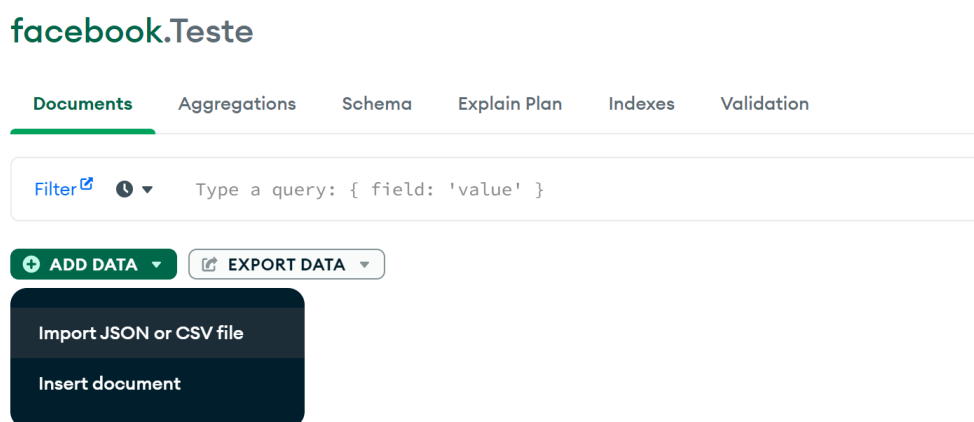 facebook.Teste
Documents Aggregations Schema Explain Plan Indexes Validation
Filter Type a query: { field: 'value' }
ADD DATA EXPORT DATA
Import JSON or CSV file
Insert document